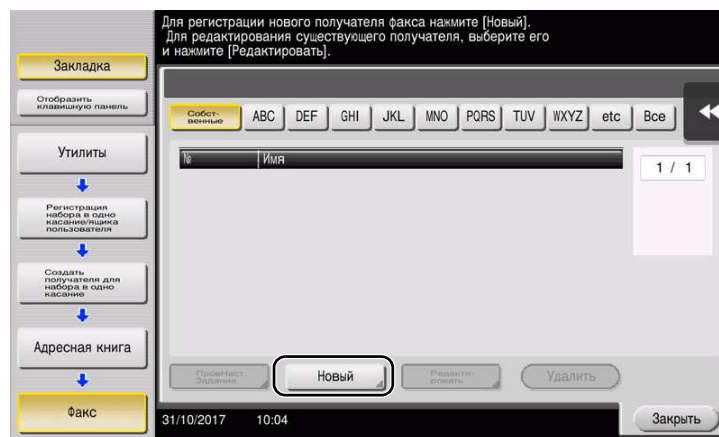 Для регистрации нового получателя факса нажмите [Новый].
Для редактирования существующего получателя, выберите его
и нажмите [Редактировать].
Закладка
Отобразить
клавишную панель
Собст-
венные
ABC
DEF
GHI
JKL
MNO
PQRS
TUV
WXYZ
etc
Все
№
Имя
1 / 1
Утилиты
Регистрация
набора в одно
касание/ящика
пользователя
Создать
получателя для
набора в одно
касание
Адресная книга
Факс
ПровНаст
Задания
Новый
Редакти-
ровать
Удалить
31/10/2017 10:04
Закрыть